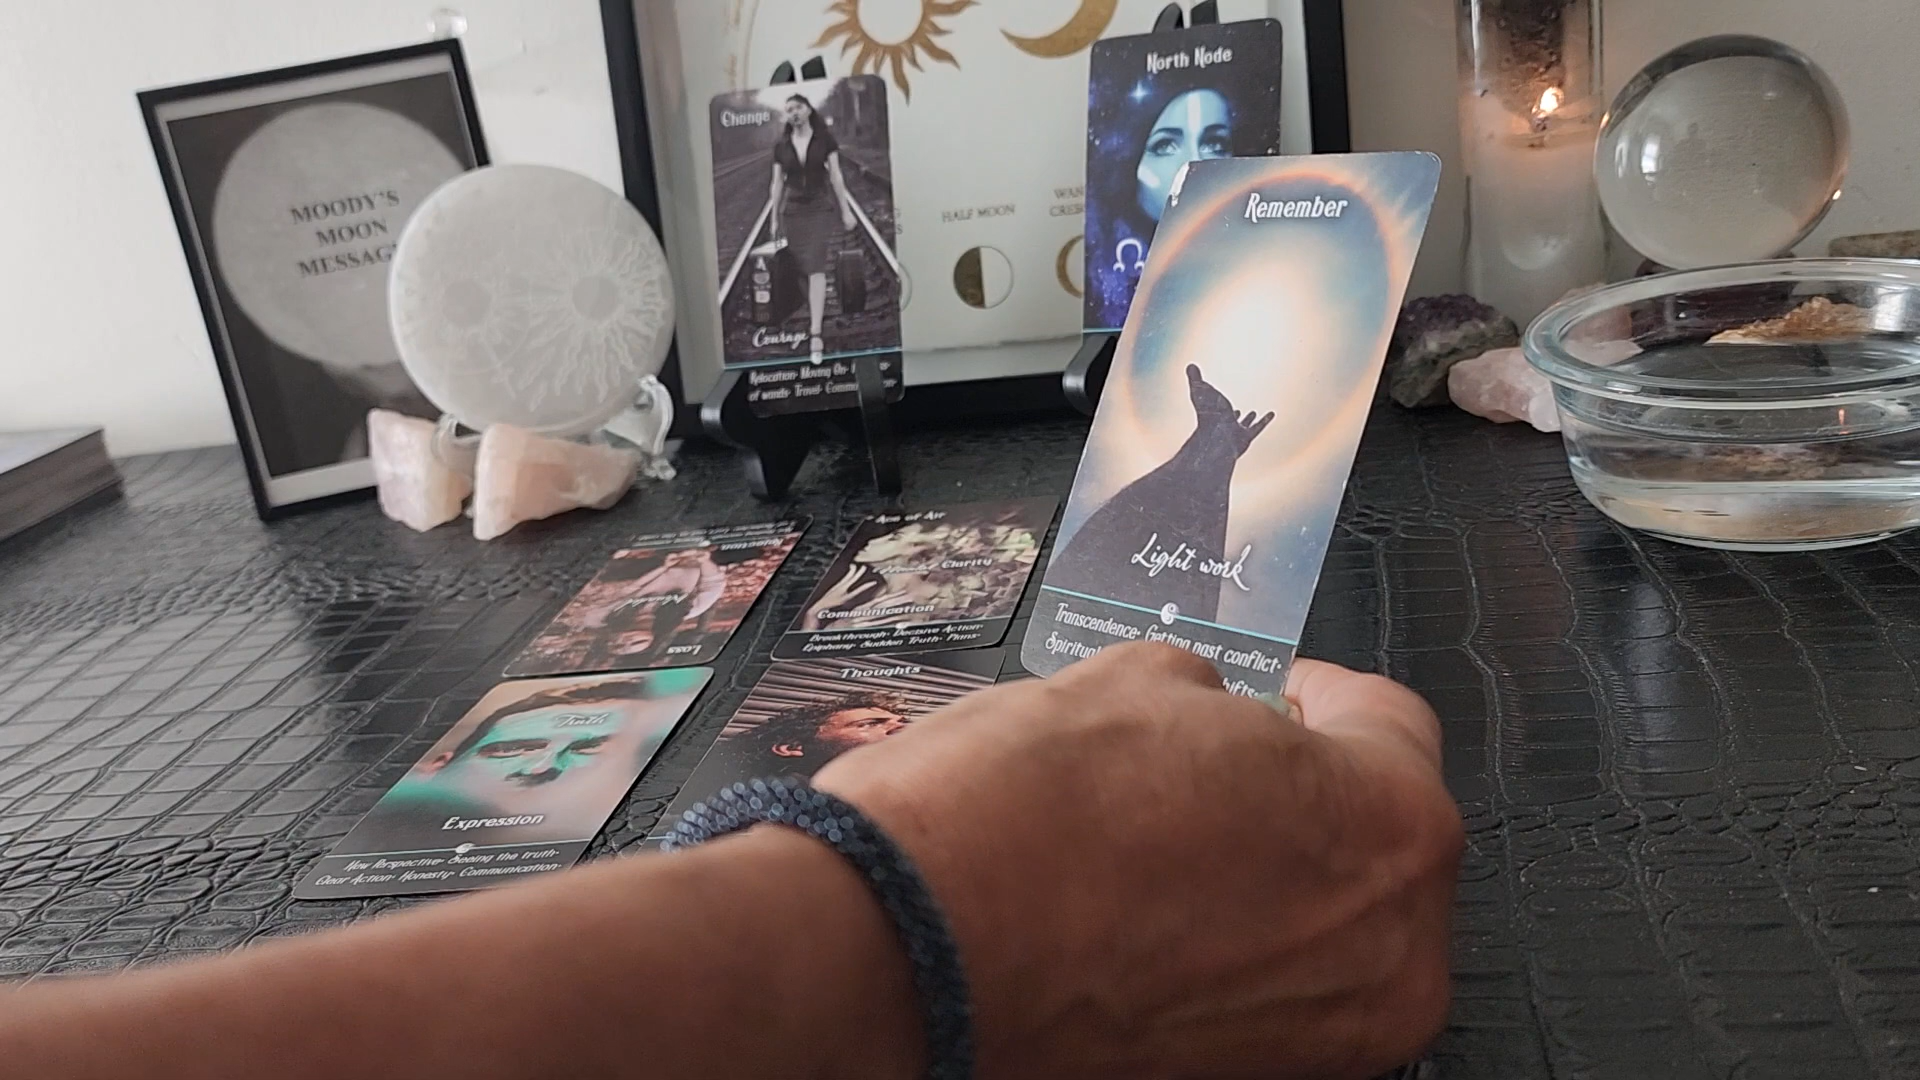 MOODY'S
MOON
Change
Courage
Relocation· Moving On·
of wands· Travel·
HALF MOON
North Node
Remember
Light work
Transcendence· Getting past conflict·
Spiritual
Rejection
Loss
Ace of Air
Clarity
Communication
Breakthrough· Decisive Action·
Epiphany· Sudden Truth· Plans·
Truth
Expression
New Perspective· Seeing the truth·
Clear Action· Honesty· Communication·
Thoughts